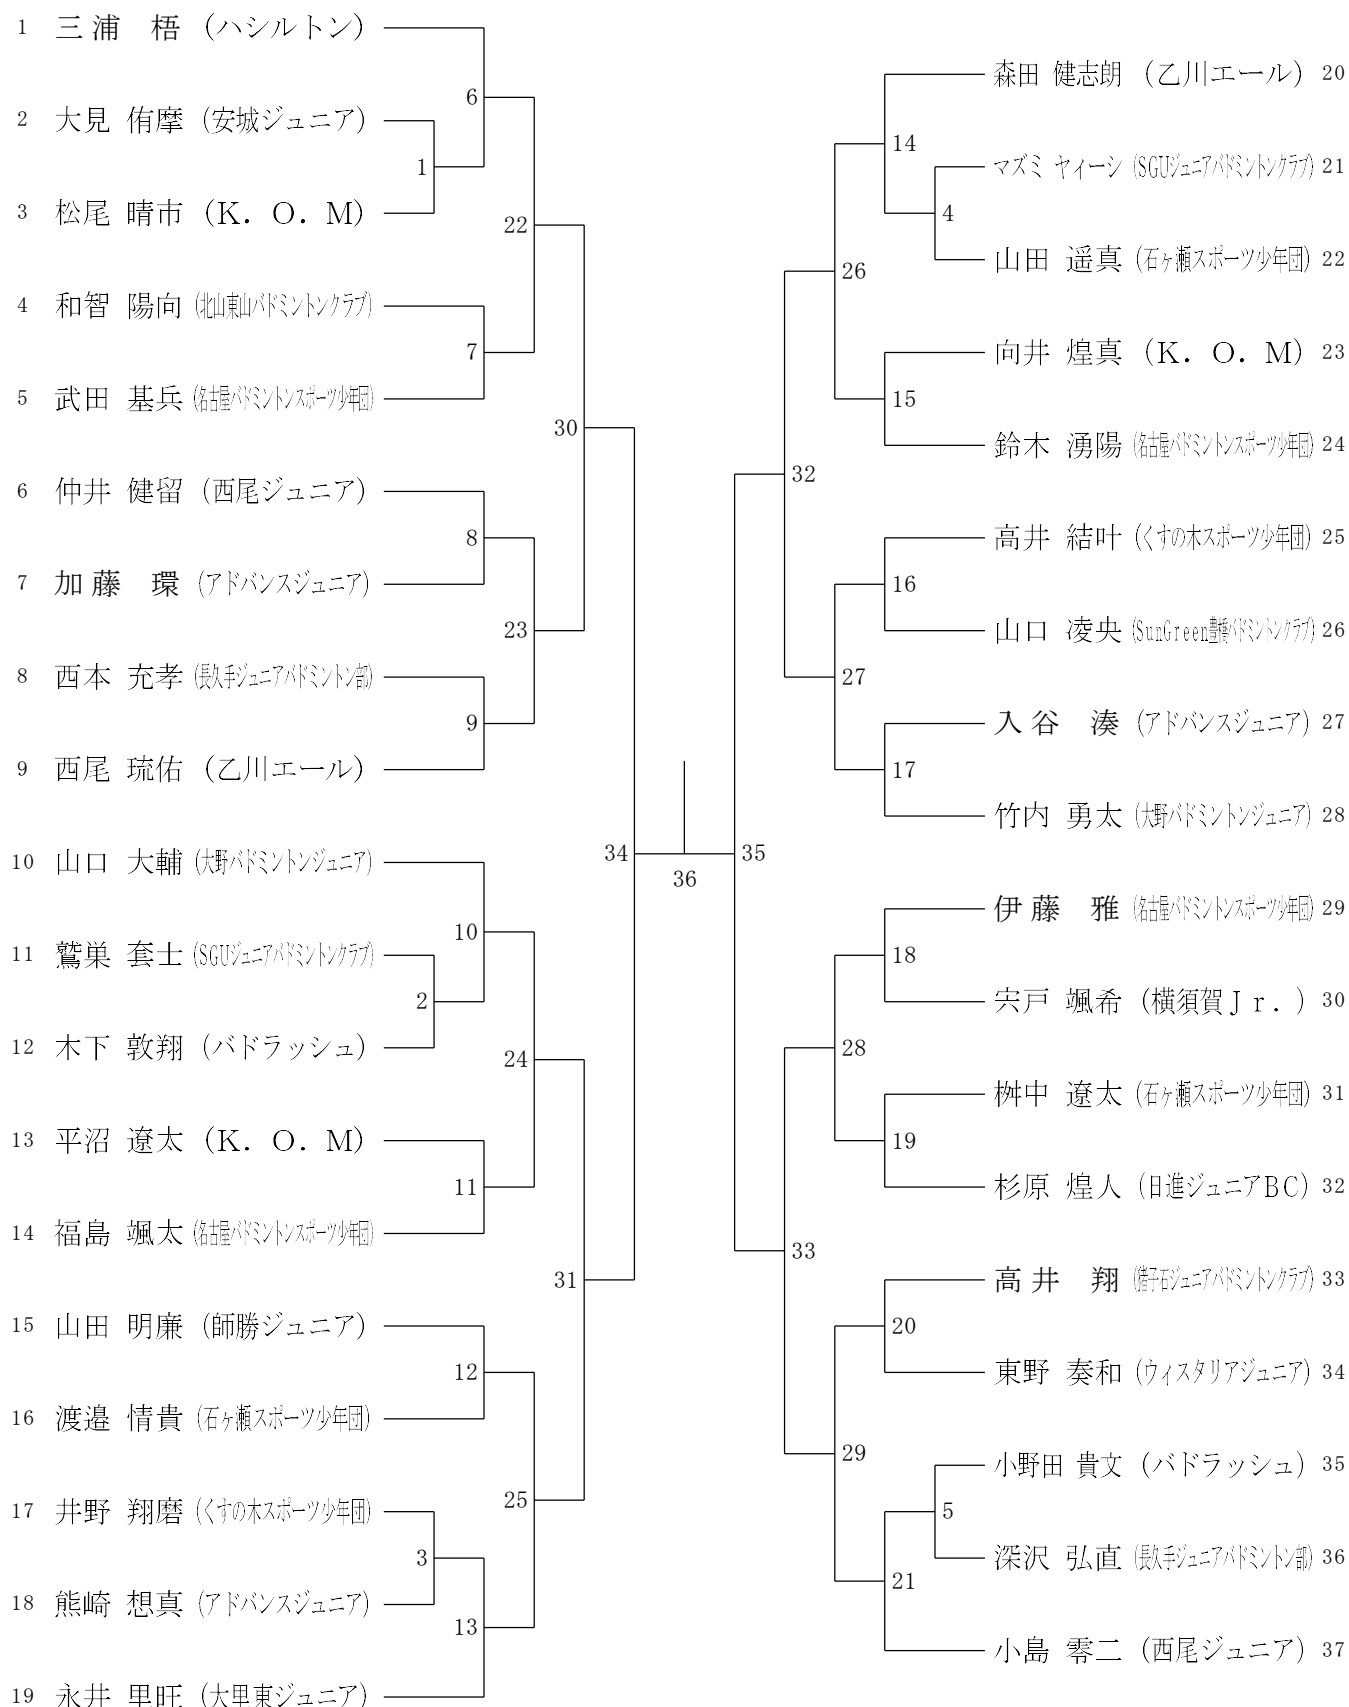 1 三浦 梧 (ハシルトン)
2 大見 侑摩 (安城ジュニア)
3 松尾 晴市 (K．O．M)
4 和智 陽向 (北山東山バドミントンクラブ)
5 武田 基兵 (名古屋バドミントンスポーツ少年団)
6 仲井 健留 (西尾ジュニア)
7 加藤 環 (アドバンスジュニア)
8 西本 充孝 (長久手ジュニアバドミントン部)
9 西尾 琉佑 (乙川エール)
10 山口 大輔 (大野バドミントンジュニア)
11 鷲巣 套士 (SGUジュニアバドミントンクラブ)
12 木下 敦翔 (バドラッシュ)
13 平沼 遼太 (K．O．M)
14 福島 颯太 (名古屋バドミントンスポーツ少年団)
15 山田 明廉 (師勝ジュニア)
16 渡邉 情貴 (石ヶ瀬スポーツ少年団)
17 井野 翔磨 (くすの木スポーツ少年団)
18 熊崎 想真 (アドバンスジュニア)
19 永井 里旺 (大里東ジュニア)
1
2
3
6
7
8
9
10
11
12
13
22
23
24
25
30
31
34
36
35
32
33
26
27
28
29
14
15
16
17
18
19
20
21
4
5
森田 健志朗 (乙川エール) 20
マズミ ヤィーシ (SGUジュニアバドミントンクラブ) 21
山田 遥真 (石ヶ瀬スポーツ少年団) 22
向井 煌真 (K．O．M) 23
鈴木 湧陽 (名古屋バドミントンスポーツ少年団) 24
高井 結叶 (くすの木スポーツ少年団) 25
山口 凌央 (SunGreen豊橋バドミントンクラブ) 26
入谷 湊 (アドバンスジュニア) 27
竹内 勇太 (大野バドミントンジュニア) 28
伊藤 雅 (名古屋バドミントンスポーツ少年団) 29
宍戸 颯希 (横須賀Jr．) 30
桝中 遼太 (石ヶ瀬スポーツ少年団) 31
杉原 煌人 (日進ジュニアBC) 32
高井 翔 (猪子石ジュニアバドミントンクラブ) 33
東野 奏和 (ウィスタリアジュニア) 34
小野田 貴文 (バドラッシュ) 35
深沢 弘直 (長久手ジュニアバドミントン部) 36
小島 零二 (西尾ジュニア) 37